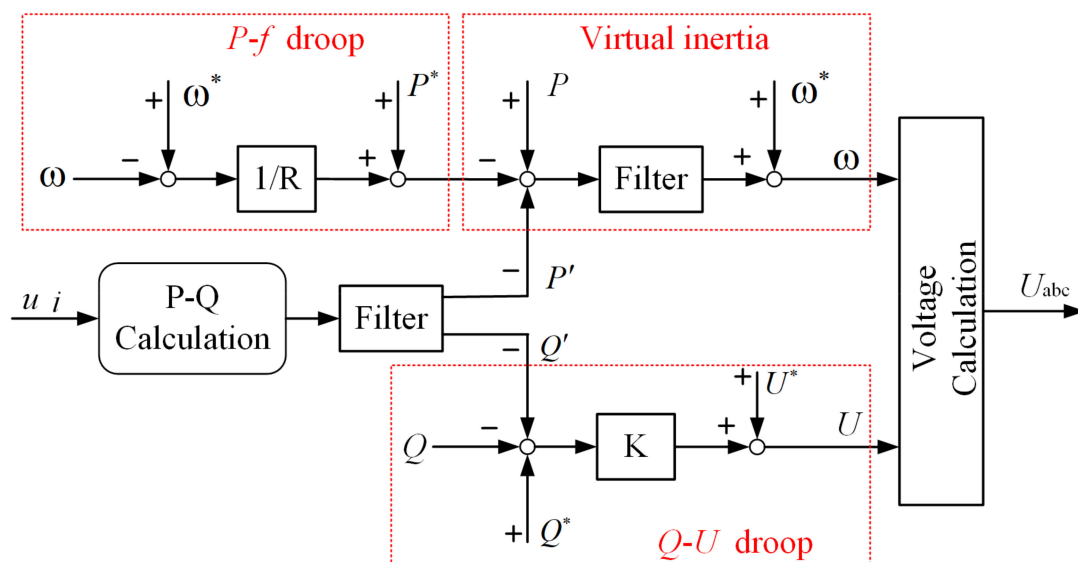 P-f droop
Virtual inertia
+ ω*
+ P*
+ P
+ ω*
ω − 1/R + − Filter + ω
− P′
u i P-Q
Calculation
Filter
− Q′
Voltage
Calculation
Uabc
+ U*
Q − K + U
+ Q*
Q-U droop